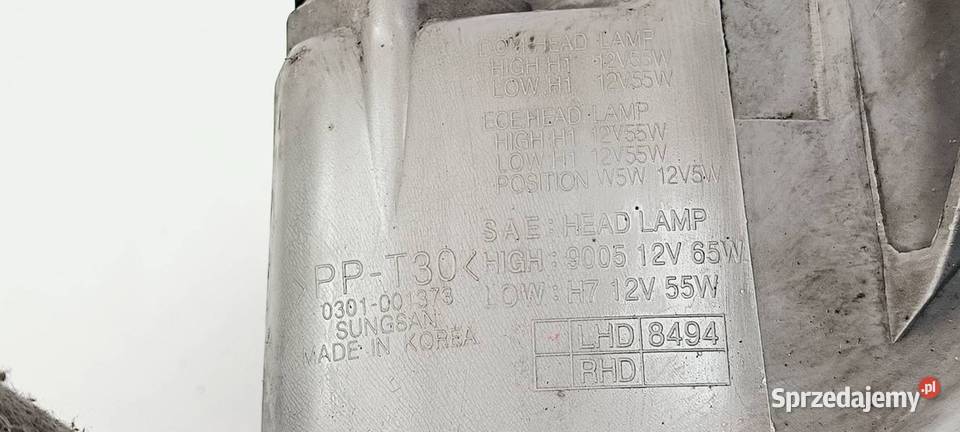 DOM:HEAD LAMP
HIGH:H1 12V55W
LOW:H1 12V55W
ECE:HEAD LAMP
HIGH:H1 12V55W
LOW:H1 12V55W
POSITION W5W 12V5W
SAE : HEAD LAMP
HIGH : 9005 12V 65W
LOW : H7 12V 55W
>PP-T30<
0301-001373
SUNGSAN
MADE IN KOREA
LHD 8494
RHD
Sprzedajemy.pl